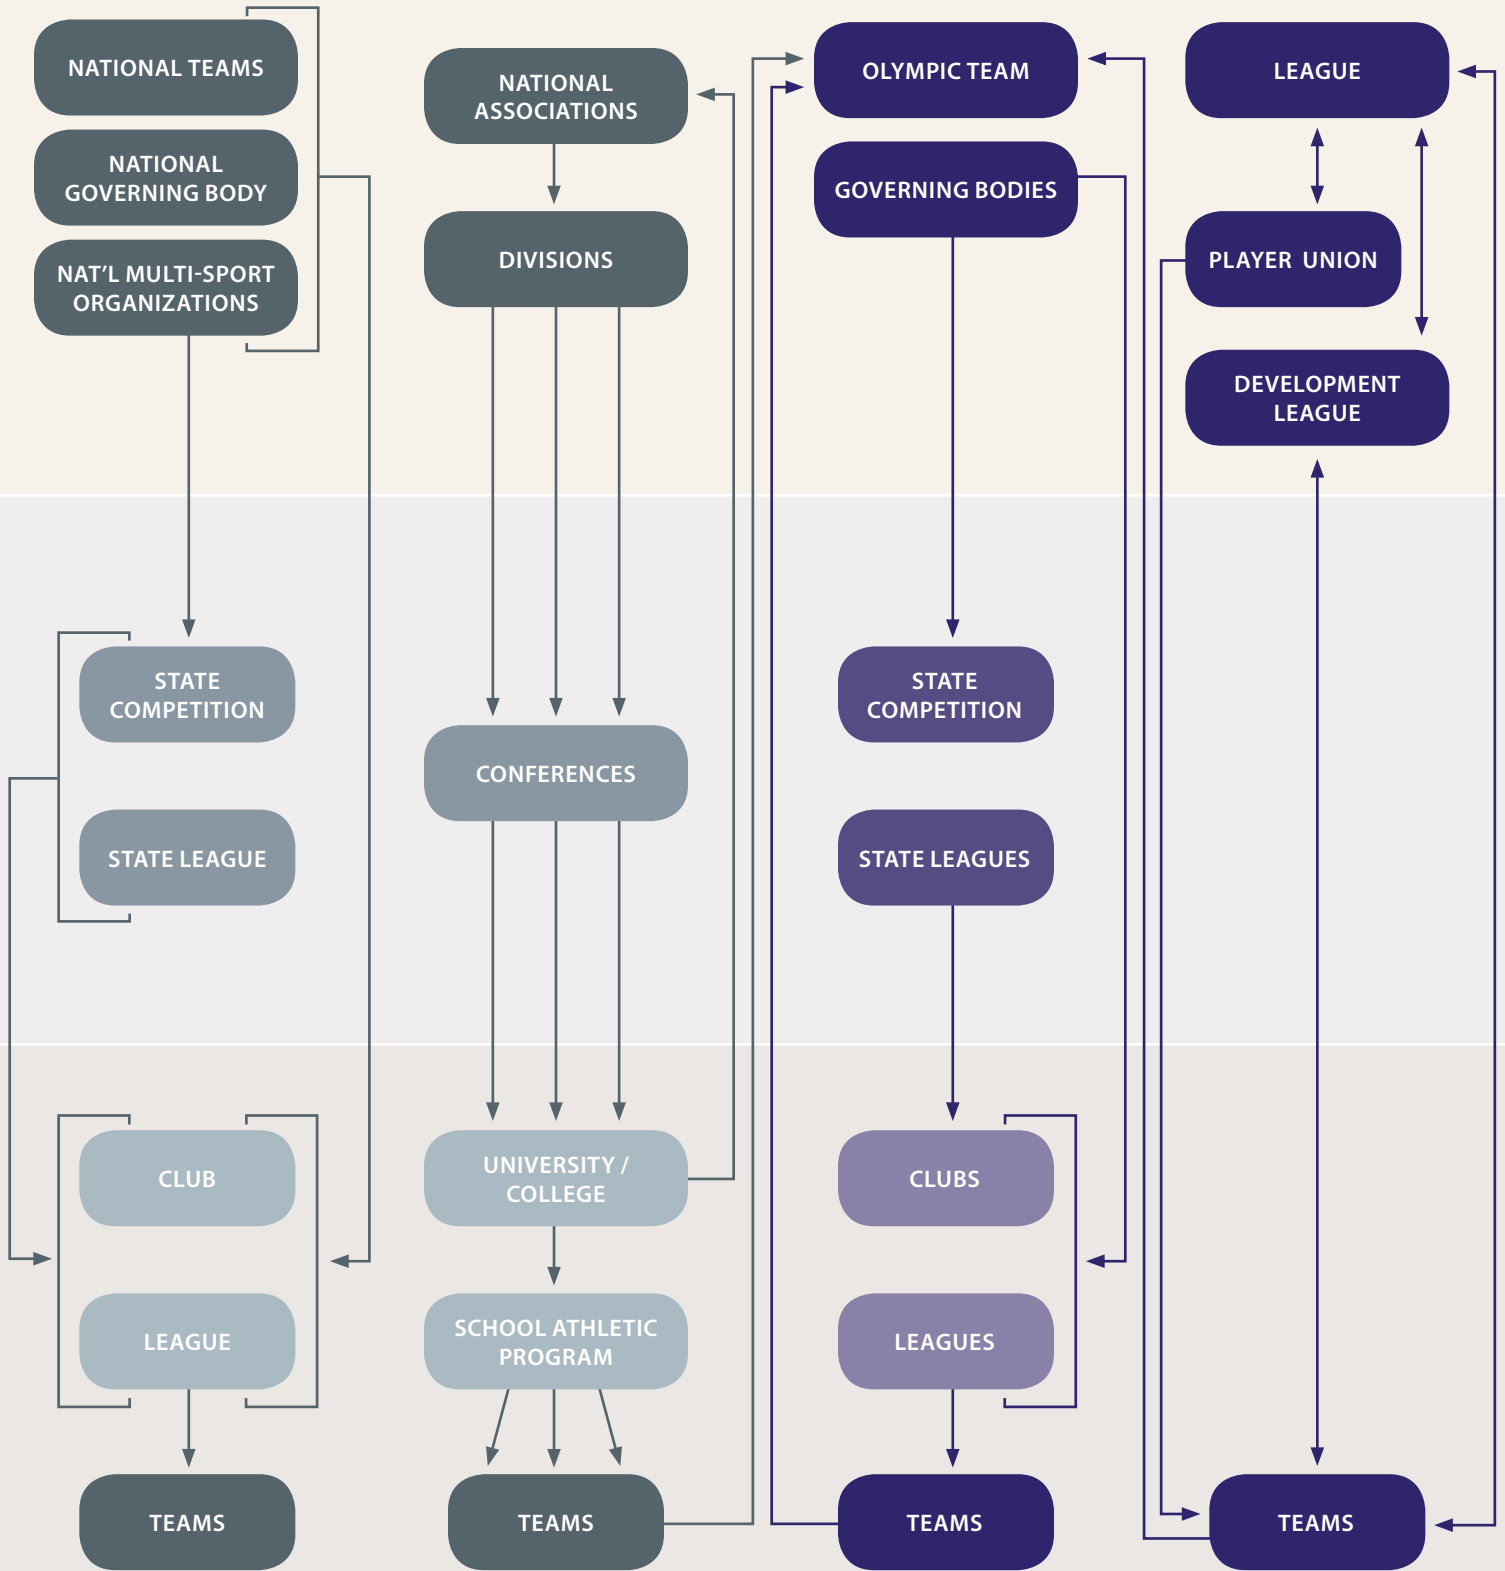 NATIONAL TEAMS
NATIONAL
GOVERNING BODY
NAT'L MULTI-SPORT
ORGANIZATIONS
STATE
COMPETITION
STATE LEAGUE
CLUB
LEAGUE
TEAMS
NATIONAL
ASSOCIATIONS
DIVISIONS
CONFERENCES
UNIVERSITY /
COLLEGE
SCHOOL ATHLETIC
PROGRAM
TEAMS
OLYMPIC TEAM
GOVERNING BODIES
STATE
COMPETITION
STATE LEAGUES
CLUBS
LEAGUES
TEAMS
LEAGUE
PLAYER UNION
DEVELOPMENT
LEAGUE
TEAMS